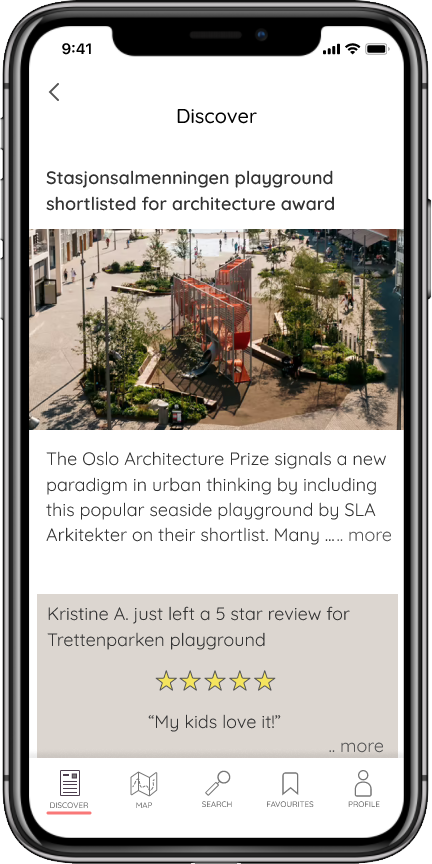 9:41
Discover
Stasjonsalmenningen playground
shortlisted for architecture award
The Oslo Architecture Prize signals a new
paradigm in urban thinking by including
this popular seaside playground by SLA
Arkitekter on their shortlist. Many ..... more
Kristine A. just left a 5 star review for
Trettenparken playground
“My kids love it!”
.. more
DISCOVER
MAP
SEARCH
FAVOURITES
PROFILE